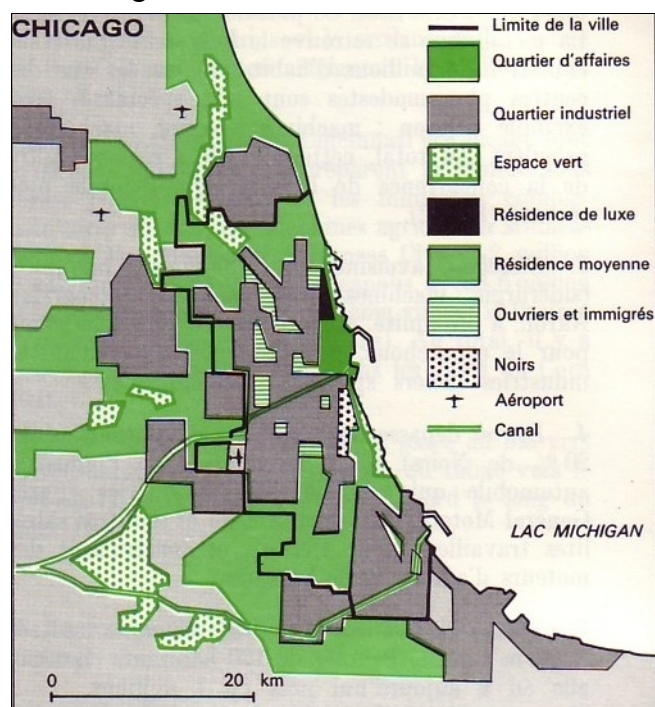 CHICAGO
Limite de la ville
Quartier d'affaires
Quartier industriel
Espace vert
Résidence de luxe
Résidence moyenne
Ouvriers et immigrés
Noirs
Aéroport
Canal
LAC MICHIGAN
0 20 km